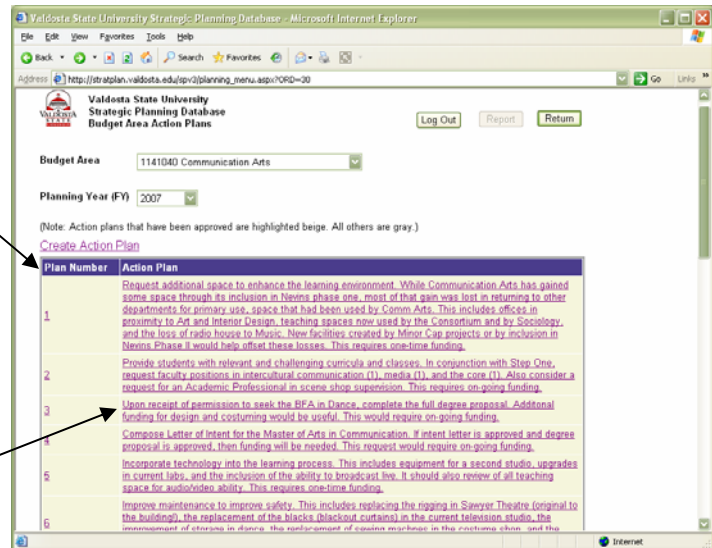 Valdosta State University Strategic Planning Database - Microsoft Internet Explorer
File Edit View Favorites Tools Help
Back Search Favorites
Address http://stratplan.valdosta.edu/spv3/planning_menu.aspx?ORD=30 Go Links »
VALDOSTA STATE
Valdosta State University
Strategic Planning Database
Budget Area Action Plans
Log Out Report Return
Budget Area 1141040 Communication Arts
Planning Year (FY) 2007
(Note: Action plans that have been approved are highlighted beige. All others are gray.)
Create Action Plan
Plan Number Action Plan
1
Request additional space to enhance the learning environment. While Communication Arts has gained
some space through its inclusion in Nevins phase one, most of that gain was lost in returning to other
departments for primary use, space that had been used by Comm Arts. This includes offices in
proximity to Art and Interior Design, teaching spaces now used by the Consortium and by Sociology,
and the loss of radio house to Music. New facilities created by Minor Cap projects or by inclusion in
Nevins Phase II would help offset these losses. This requires one-time funding.
2
Provide students with relevant and challenging curricula and classes. In conjunction with Step One,
request faculty positions in intercultural communication (1), media (1), and the core (1). Also consider a
request for an Academic Professional in scene shop supervision. This requires on-going funding.
3
Upon receipt of permission to seek the BFA in Dance, complete the full degree proposal. Additonal
funding for design and costuming would be useful. This would require on-going funding.
4
Compose Letter of Intent for the Master of Arts in Communication. If intent letter is approved and degree
proposal is approved, then funding will be needed. This request would require on-going funding.
5
Incorporate technology into the learning process. This includes equipment for a second studio, upgrades
in current labs, and the inclusion of the ability to broadcast live. It should also review of all teaching
space for audio/video ability. This requires one-time funding.
6
Improve maintenance to improve safety. This includes replacing the rigging in Sawyer Theatre (original to
the building!), the replacement of the blacks (blackout curtains) in the current television studio, the
improvement of storage in dance, the replacement of sewing machines in the costume shop, and the
Internet